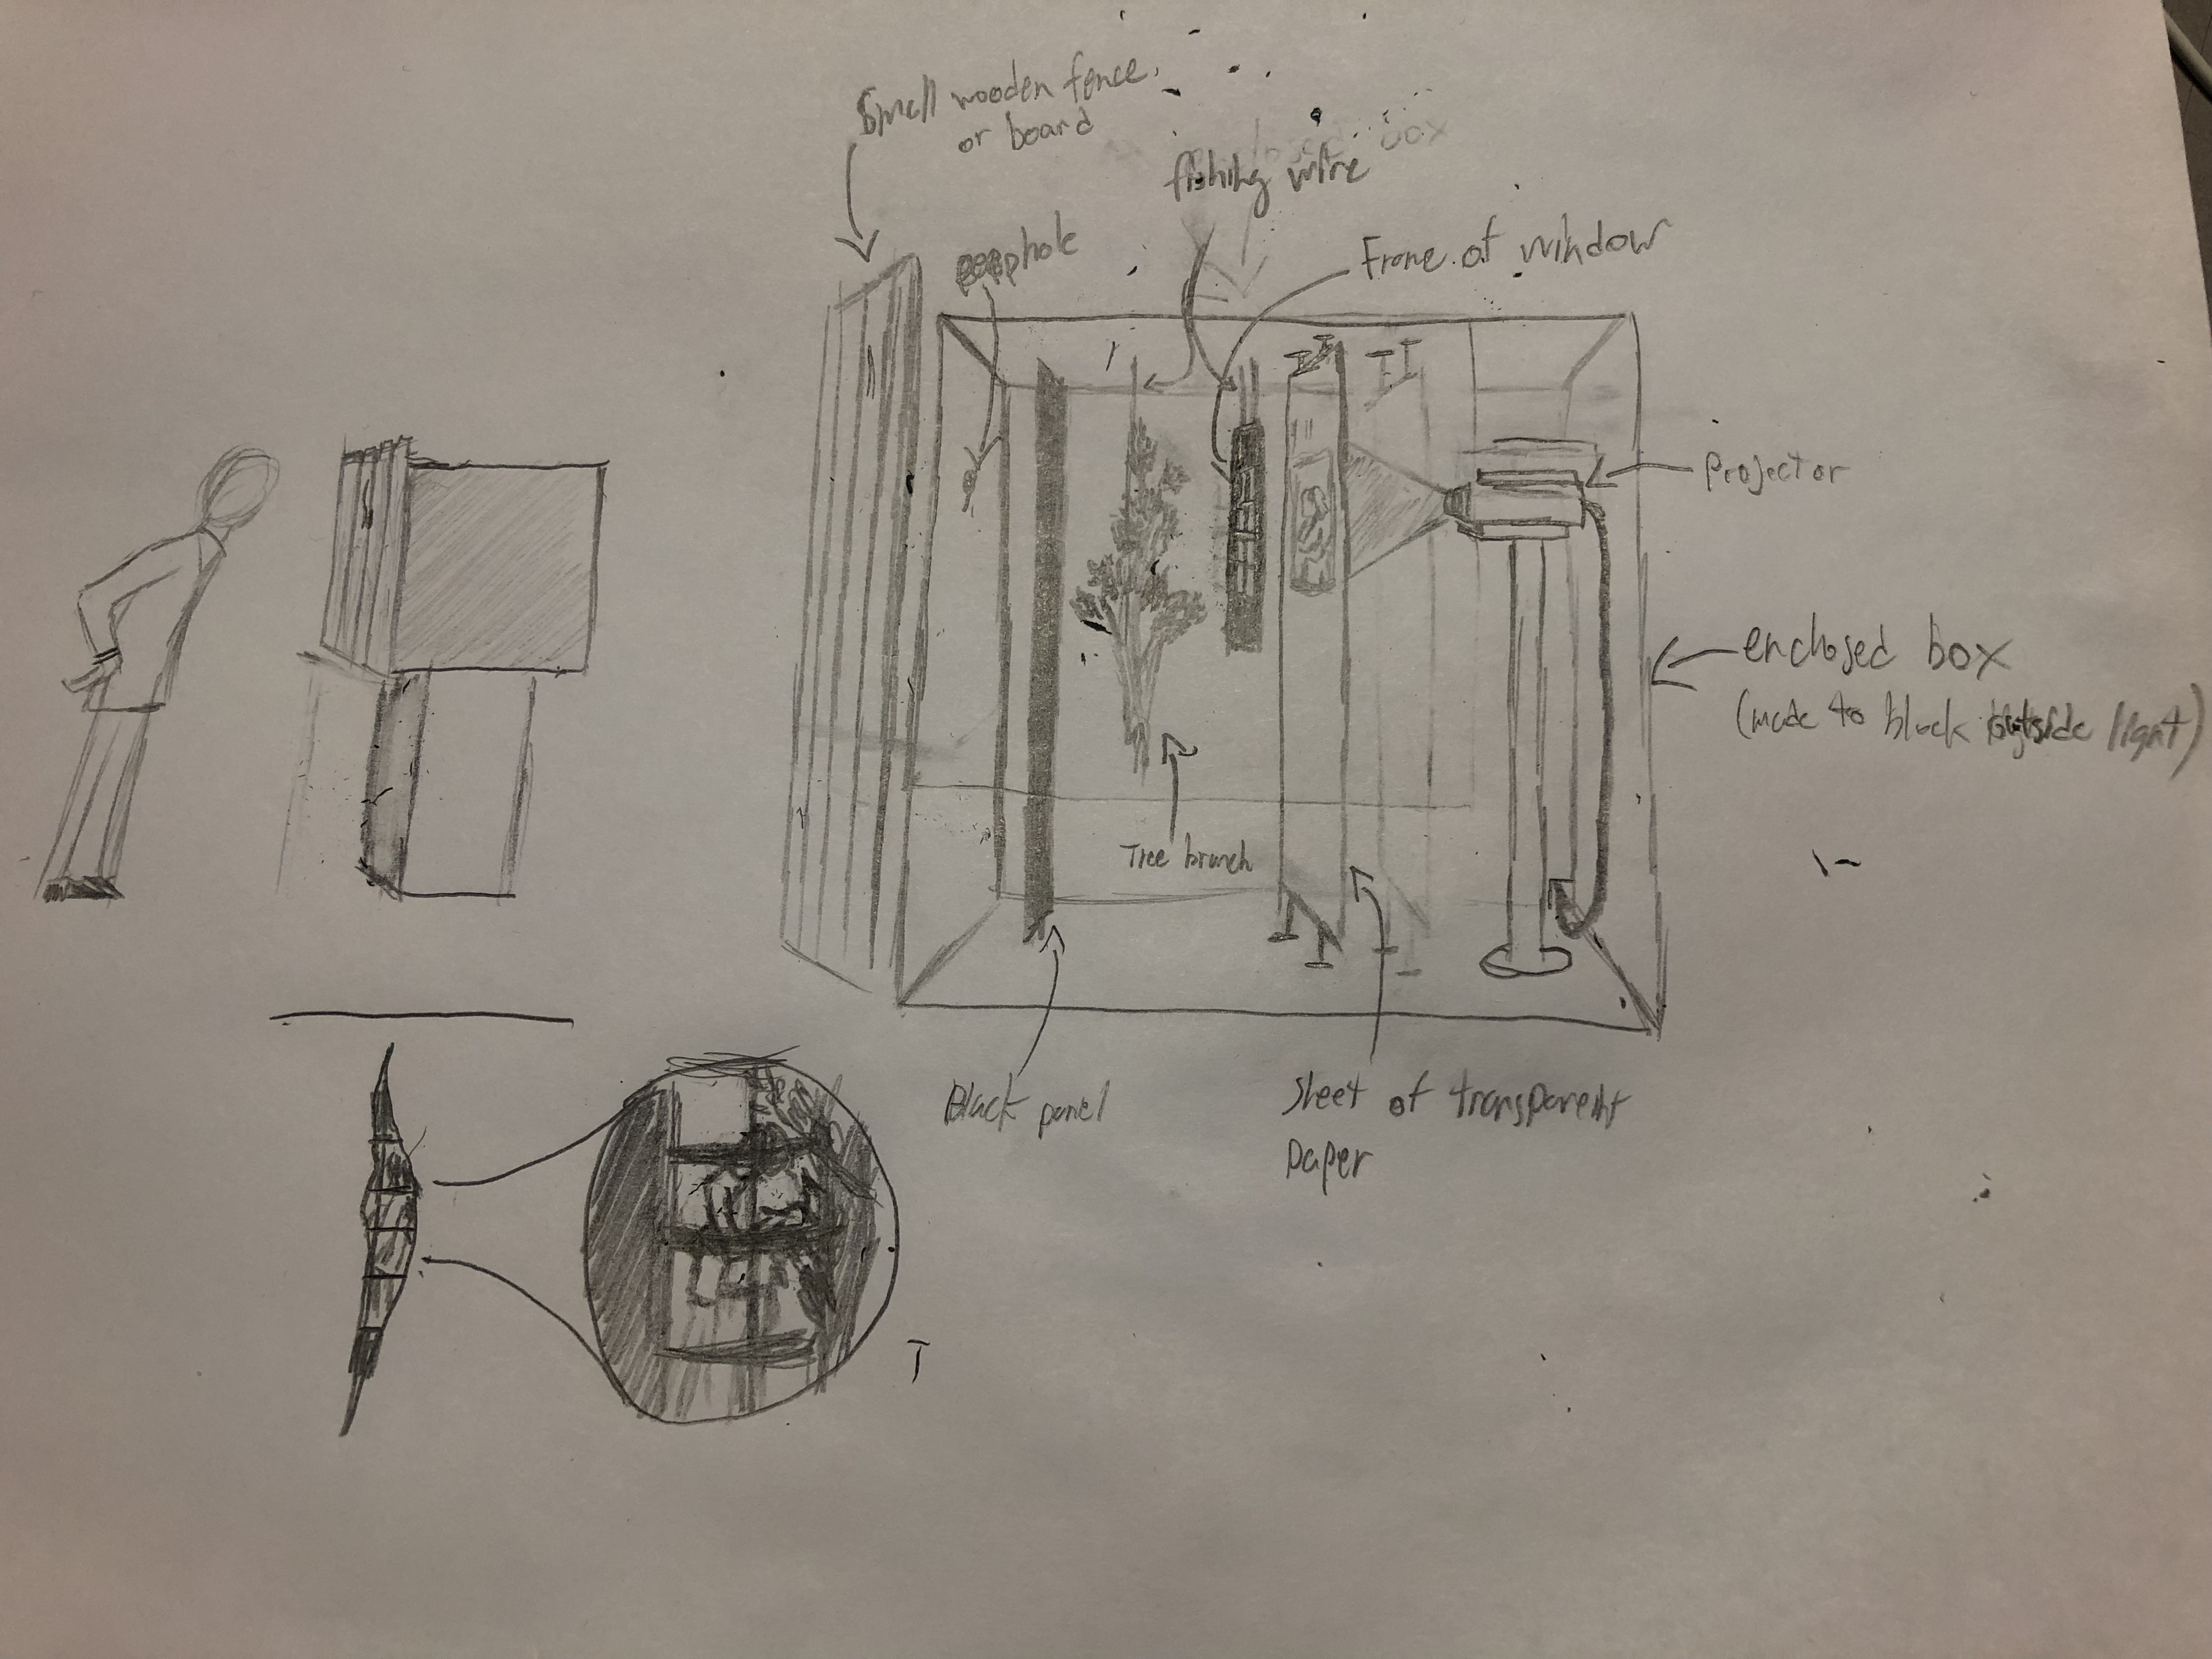 Small wooden fence
or board
box
fishing wire
peephole
Frame of window
Projector
enclosed box
(made to block outside light)
Tree branch
Black panel
Sheet of transparent
paper